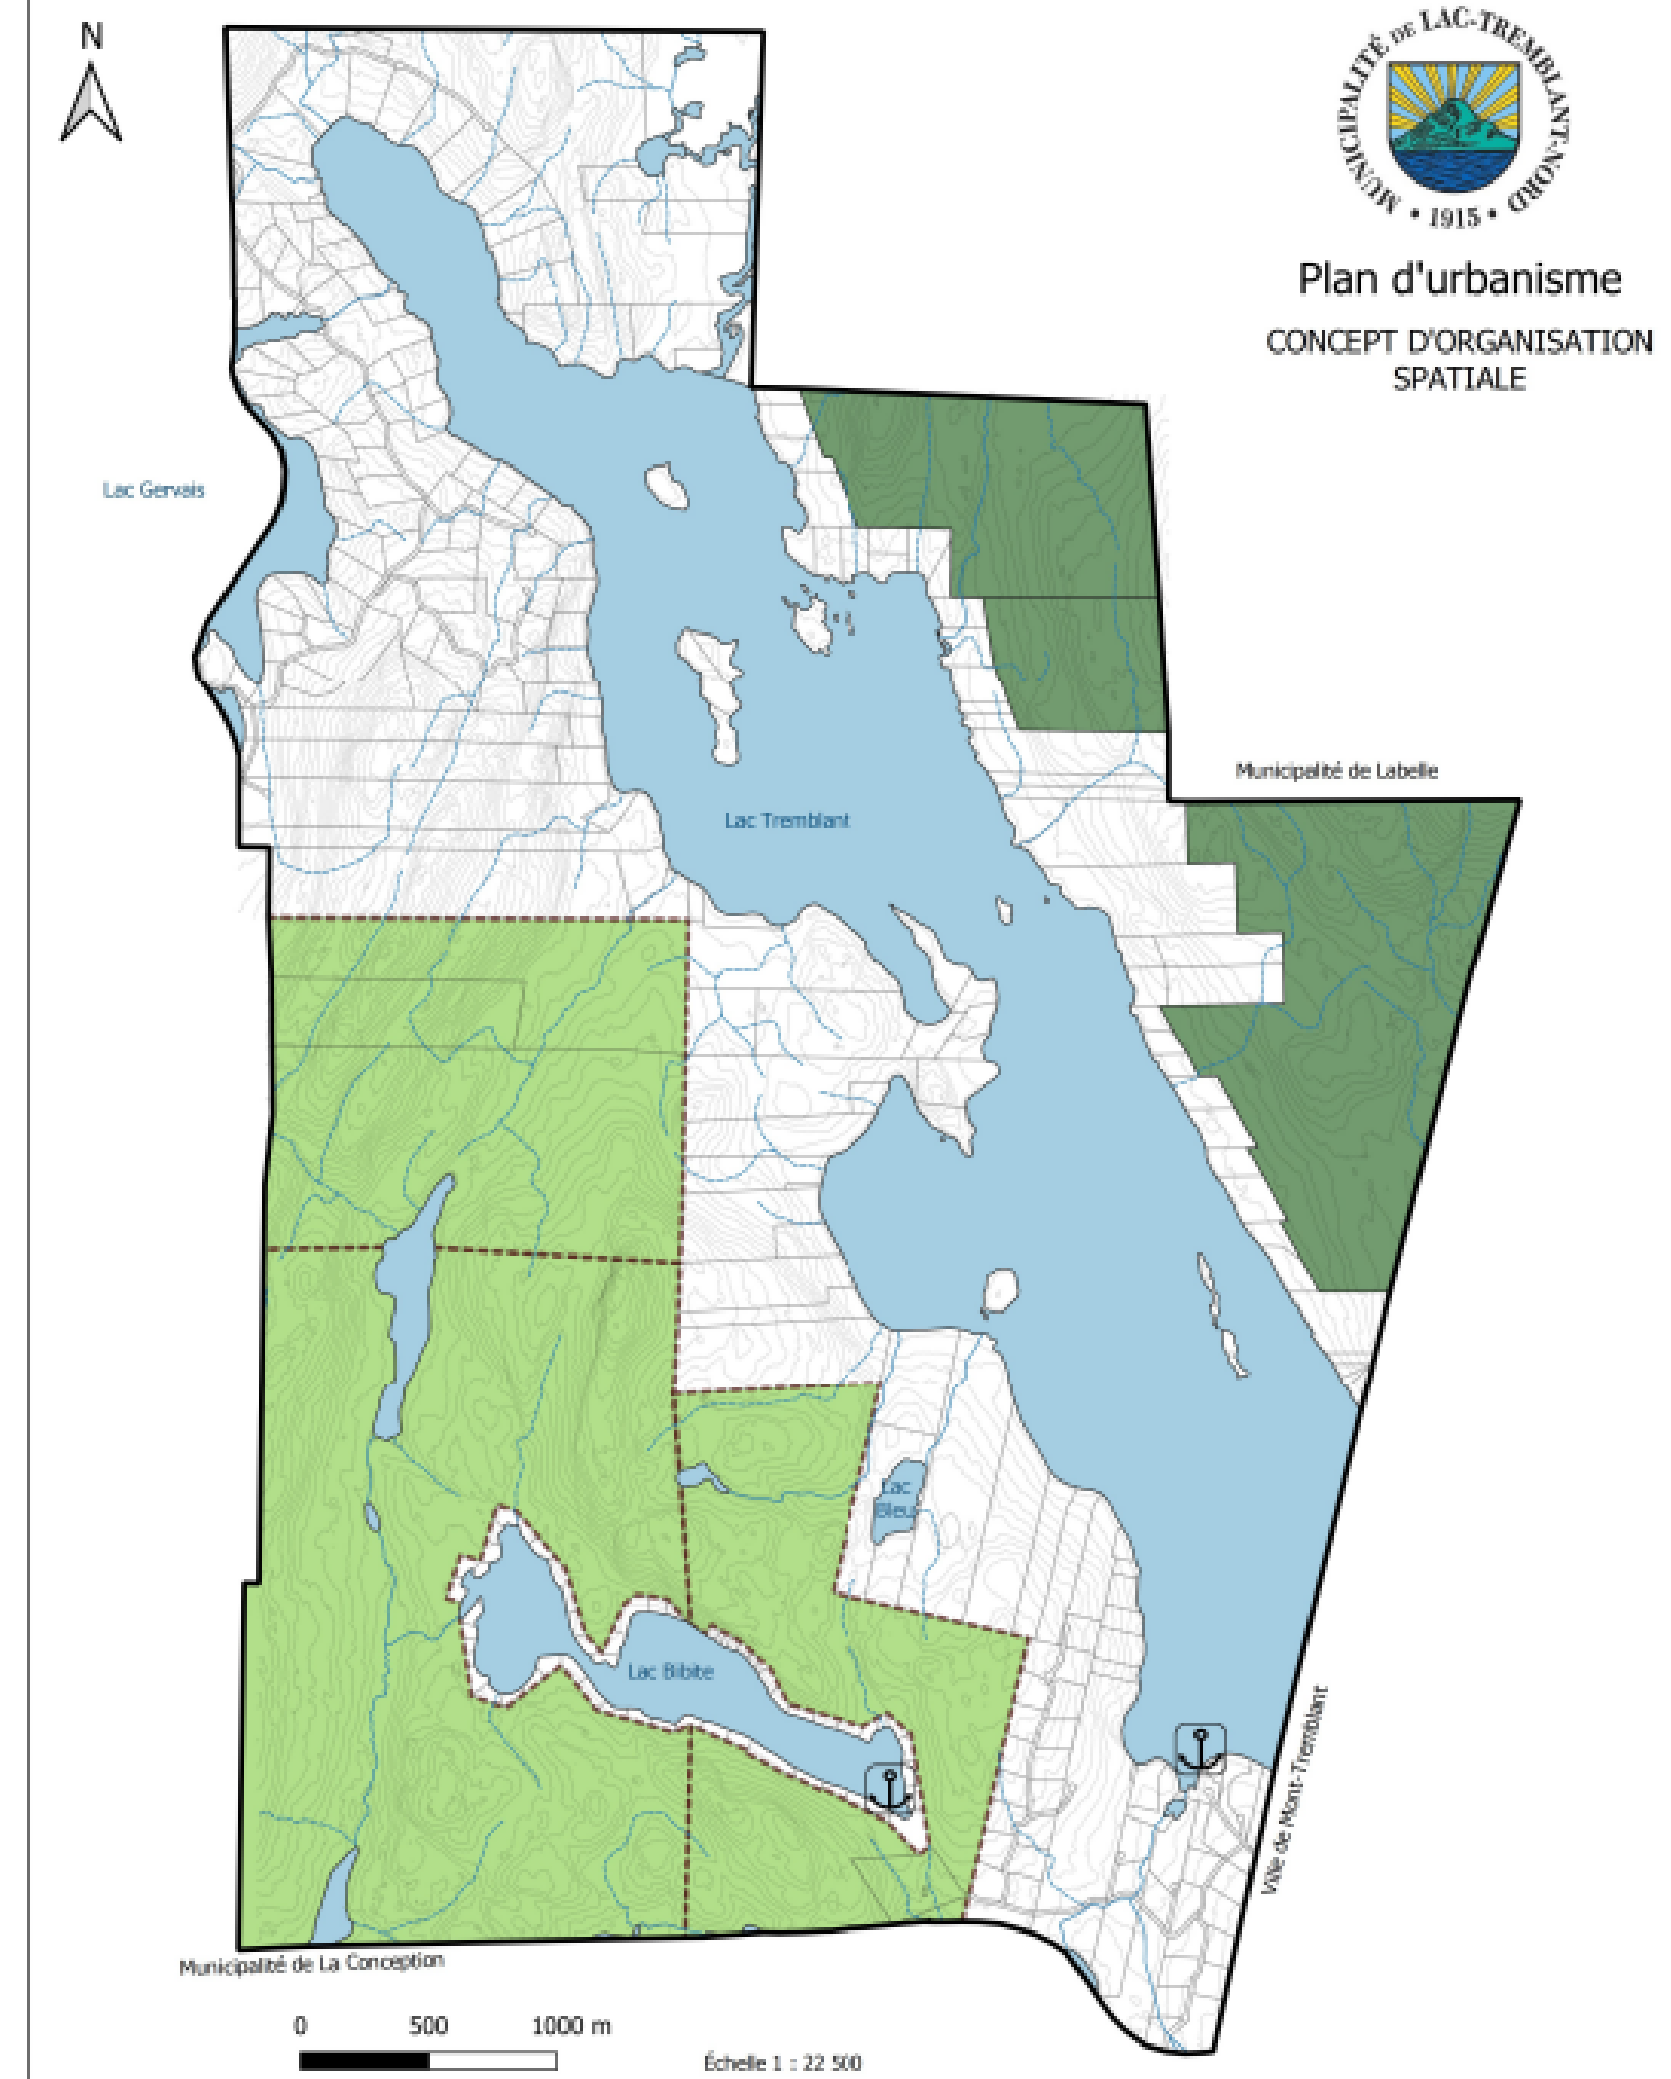 N
MUNICIPALITÉ DE LAC-TREMBLANT-NORD
• 1915 •
Plan d'urbanisme
CONCEPT D'ORGANISATION
SPATIALE
Lac Gervais
Municipalité de Labelle
Lac Tremblant
Lac
Bleu
Lac Bibite
Ville de Mont-Tremblant
Municipalité de La Conception
0 500 1000 m
Échelle 1 : 22 500